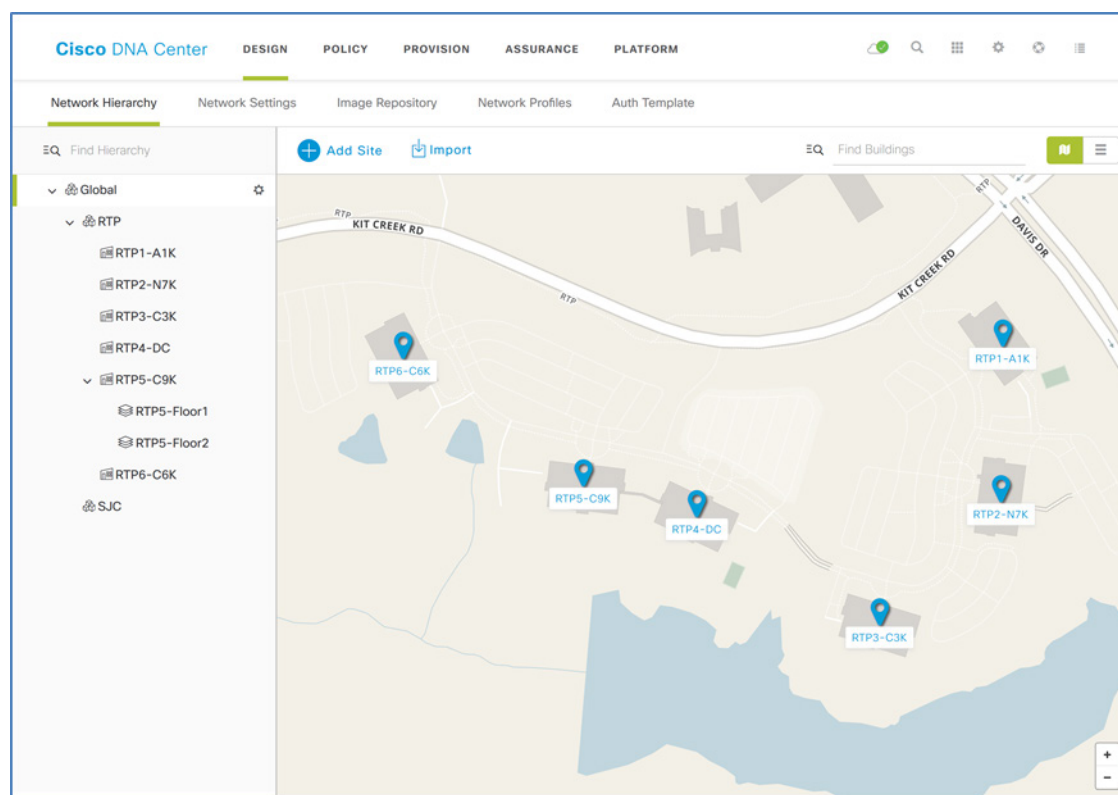 Cisco DNA Center DESIGN POLICY PROVISION ASSURANCE PLATFORM
Network Hierarchy Network Settings Image Repository Network Profiles Auth Template
Find Hierarchy
Add Site Import Find Buildings
Global
RTP
RTP1-A1K
RTP2-N7K
RTP3-C3K
RTP4-DC
RTP5-C9K
RTP5-Floor1
RTP5-Floor2
RTP6-C6K
SJC
RTP
KIT CREEK RD
RTP
KIT CREEK RD
RTP
DAVIS DR
RTP1-A1K
RTP6-C6K
RTP5-C9K
RTP4-DC
RTP2-N7K
RTP3-C3K
+
-